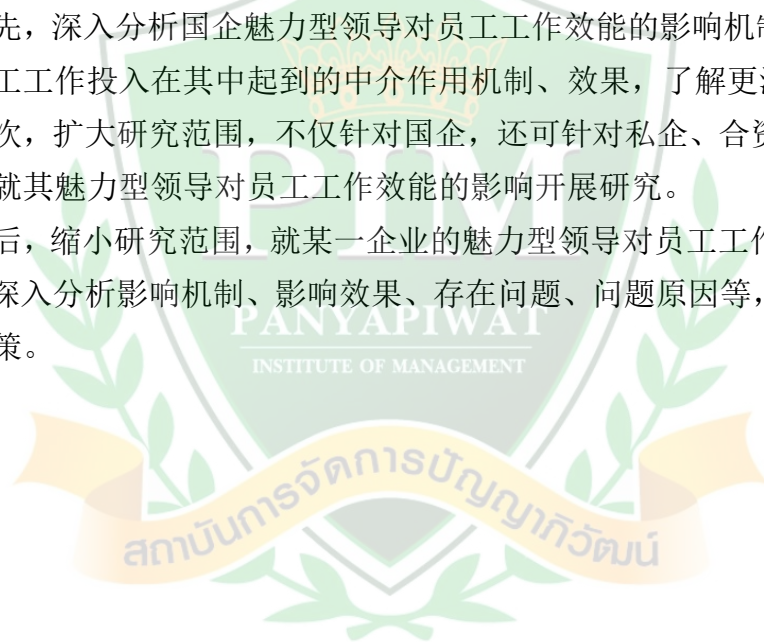 先，深入分析国企魅力型领导对员工工作效能的影响机制
工工作投入在其中起到的中介作用机制、效果，了解更深
次，扩大研究范围，不仅针对国企，还可针对私企、合资
就其魅力型领导对员工工作效能的影响开展研究。
后，缩小研究范围，就某一企业的魅力型领导对员工工作
深入分析影响机制、影响效果、存在问题、问题原因等，
策。
PIM
PANYAPIWAT
INSTITUTE OF MANAGEMENT
สถาบันการจัดการปัญญาภิวัฒน์